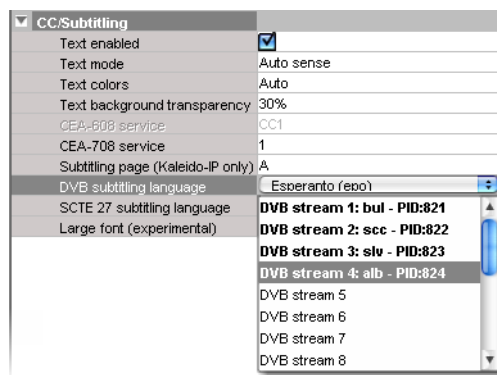 CC/Subtitling
Text enabled
Text mode Auto sense
Text colors Auto
Text background transparency 30%
CEA-608 service CC1
CEA-708 service 1
Subtitling page (Kaleido-IP only) A
DVB subtitling language Esperanto (epo)
SCTE 27 subtitling language
Large font (experimental)
DVB stream 1: bul - PID:821
DVB stream 2: scc - PID:822
DVB stream 3: slv - PID:823
DVB stream 4: alb - PID:824
DVB stream 5
DVB stream 6
DVB stream 7
DVB stream 8